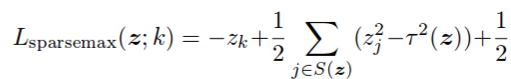 L_sparsemax(z; k) = −z_k + 1/2 ∑_{j∈S(z)} (z_j^2 − τ^2(z)) + 1/2